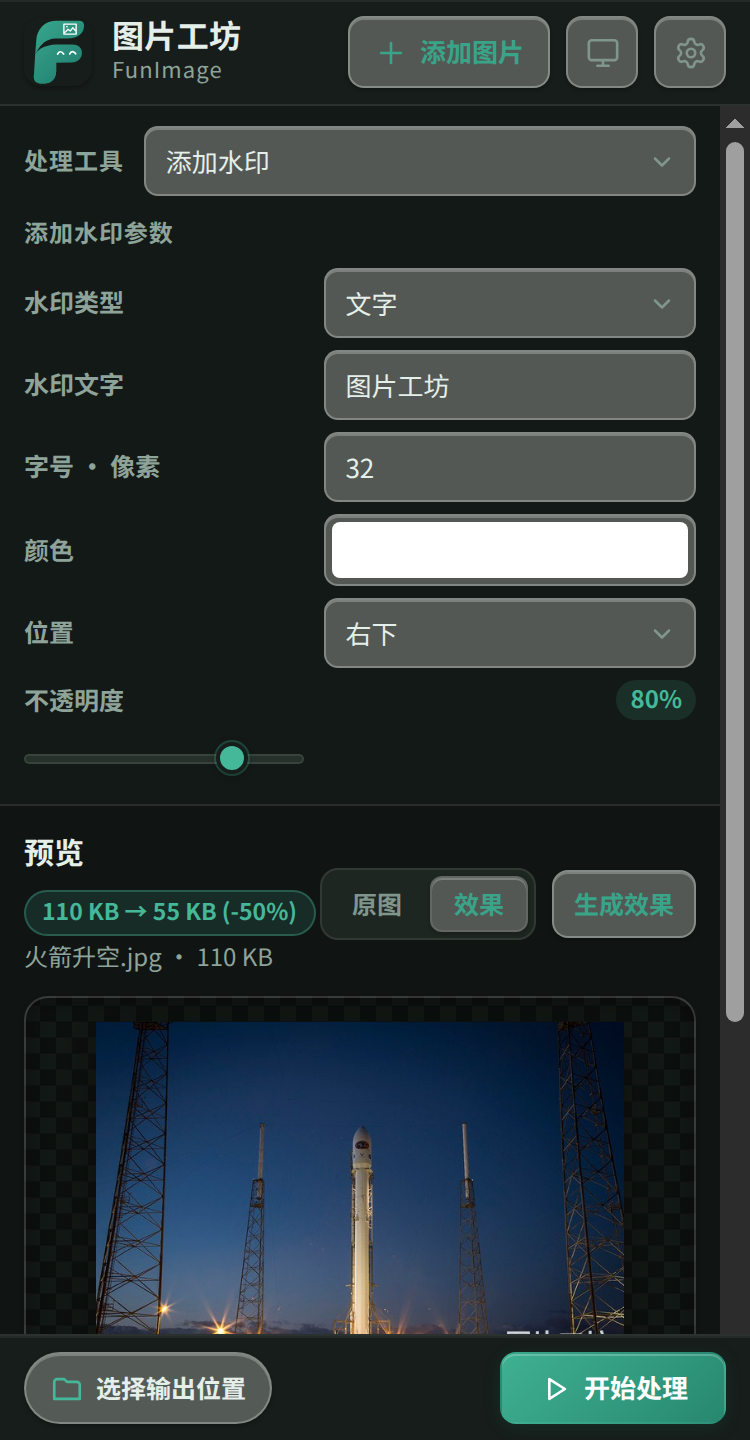 图片工坊
FunImage
添加图片
处理工具
添加水印
添加水印参数
水印类型
文字
水印文字
图片工坊
字号 • 像素
32
颜色
位置
右下
不透明度
80%
预览
110 KB → 55 KB (-50%)
原图
效果
生成效果
火箭升空.jpg • 110 KB
选择输出位置
开始处理